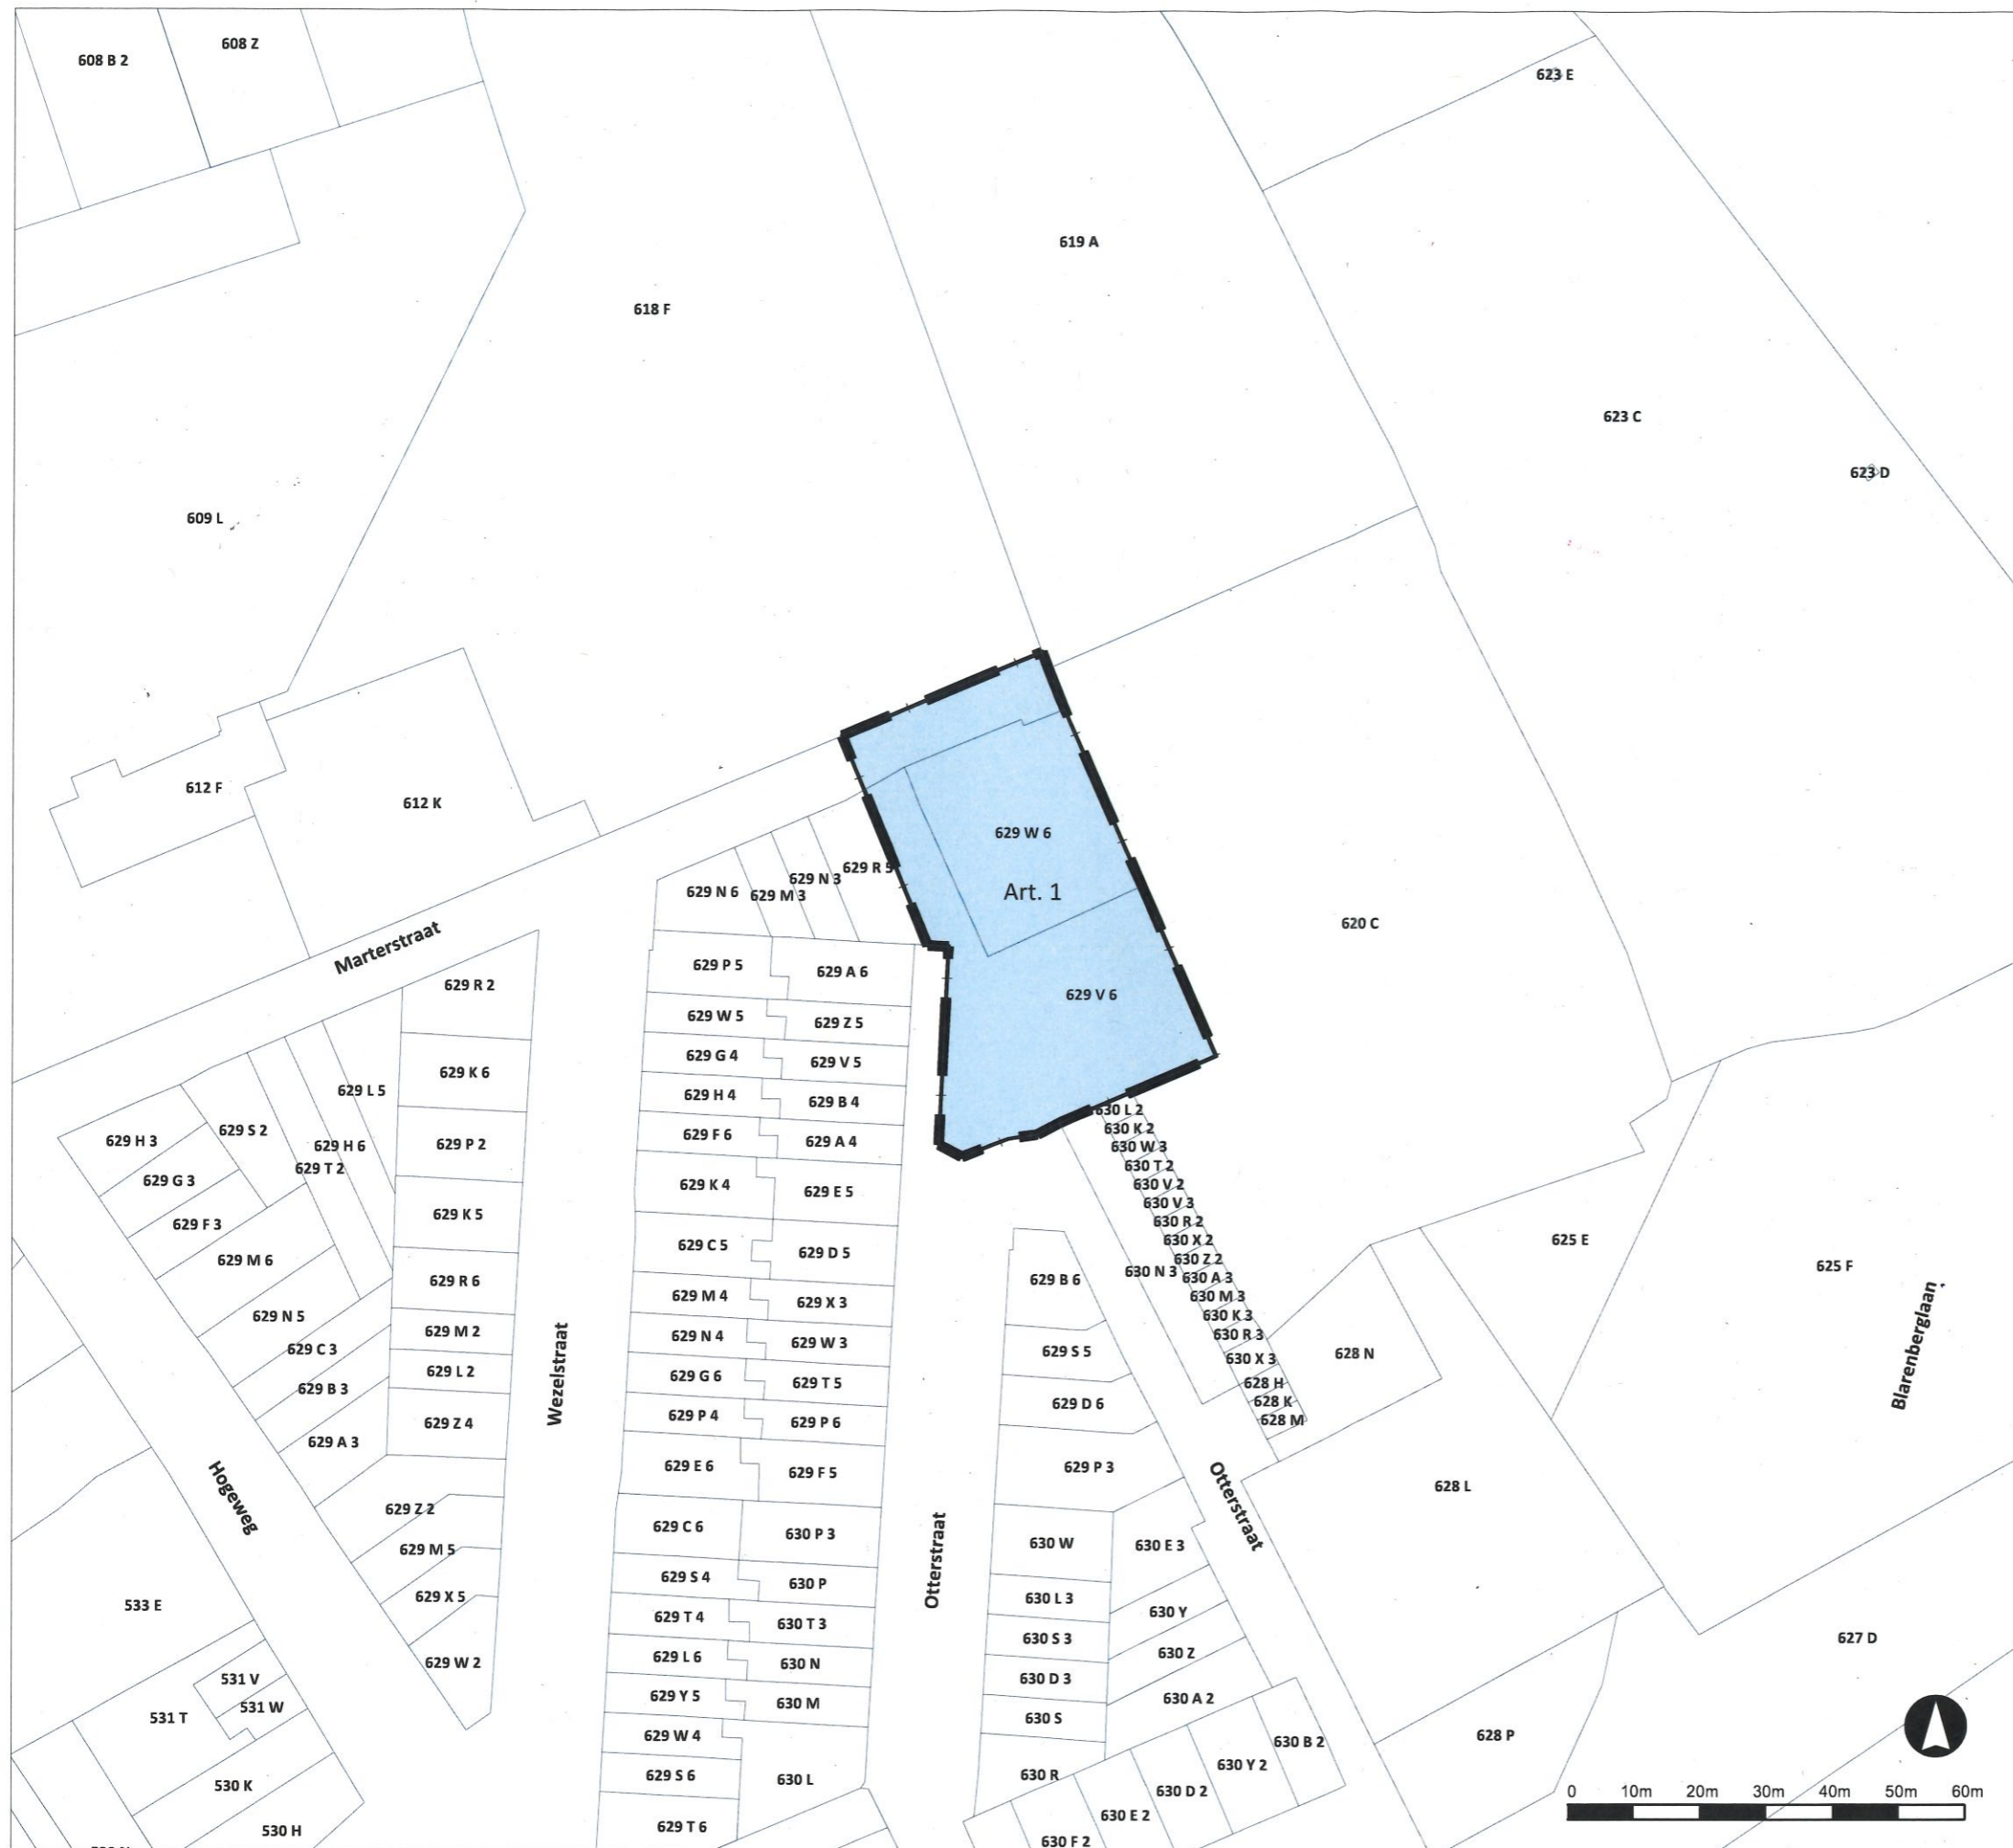 608 B 2
608 Z
623 E
619 A
618 F
623 C
623 D
609 L
612 F
612 K
629 W 6
Art. 1
629 V 6
620 C
629 N 6
629 M 3
629 N 3
629 R 5
Marterstraat
629 P 5
629 A 6
629 R 2
629 W 5
629 Z 5
629 G 4
629 V 5
629 K 6
629 L 5
629 H 4
629 B 4
629 F 6
629 A 4
629 H 3
629 S 2
629 H 6
629 T 2
629 P 2
629 G 3
629 K 4
629 E 5
629 F 3
629 K 5
629 M 6
629 C 5
629 D 5
629 R 6
629 M 4
629 X 3
629 N 5
629 M 2
629 N 4
629 W 3
629 C 3
629 L 2
629 G 6
629 T 5
629 B 3
629 Z 4
629 P 4
629 P 6
629 A 3
Wezelstraat
629 E 6
629 F 5
Hogeweg
629 Z 2
629 C 6
630 P 3
629 M 5
629 S 4
630 P
629 X 5
629 T 4
630 T 3
629 W 2
629 L 6
630 N
629 Y 5
630 M
629 W 4
629 S 6
630 L
629 T 6
533 E
531 V
531 W
531 T
530 K
530 H
630 L 2
630 K 2
630 W 3
630 T 2
630 V 2
630 V 3
630 R 2
630 X 2
630 Z 2
630 N 3
630 A 3
630 M 3
630 K 3
630 R 3
630 X 3
628 H
628 K
628 M
628 N
625 E
625 F
Blarenberglaan
629 B 6
629 S 5
629 D 6
629 P 3
Otterstraat
Otterstraat
628 L
630 W
630 E 3
630 L 3
630 Y
630 S 3
630 Z
630 D 3
630 A 2
630 S
630 R
630 B 2
630 Y 2
630 D 2
630 E 2
630 F 2
627 D
628 P
0 10m 20m 30m 40m 50m 60m